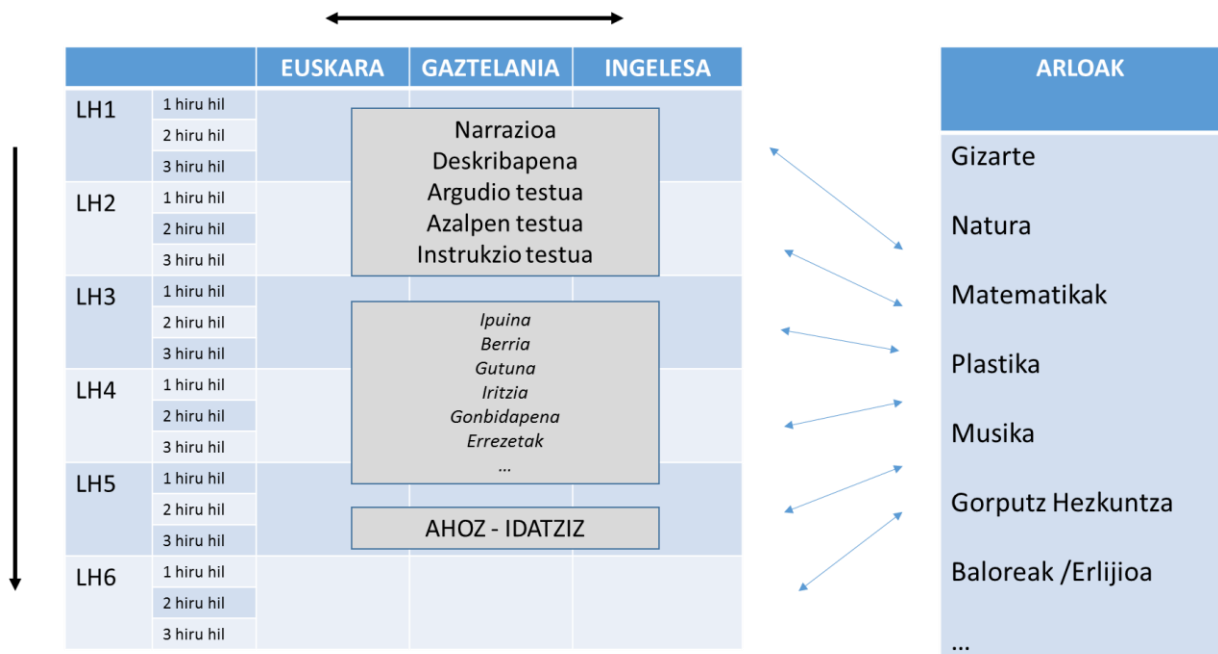 EUSKARA GAZTELANIA INGELESA
LH1
1 hiru hil
2 hiru hil
3 hiru hil
LH2
1 hiru hil
2 hiru hil
3 hiru hil
LH3
1 hiru hil
2 hiru hil
3 hiru hil
LH4
1 hiru hil
2 hiru hil
3 hiru hil
LH5
1 hiru hil
2 hiru hil
3 hiru hil
LH6
1 hiru hil
2 hiru hil
3 hiru hil
Narrazioa
Deskribapena
Argudio testua
Azalpen testua
Instrukzio testua
Ipuina
Berria
Gutuna
Iritzia
Gonbidapena
Errezetak
...
AHOZ - IDATZIZ
ARLOAK
Gizarte
Natura
Matematikak
Plastika
Musika
Gorputz Hezkuntza
Baloreak /Erlijioa
...